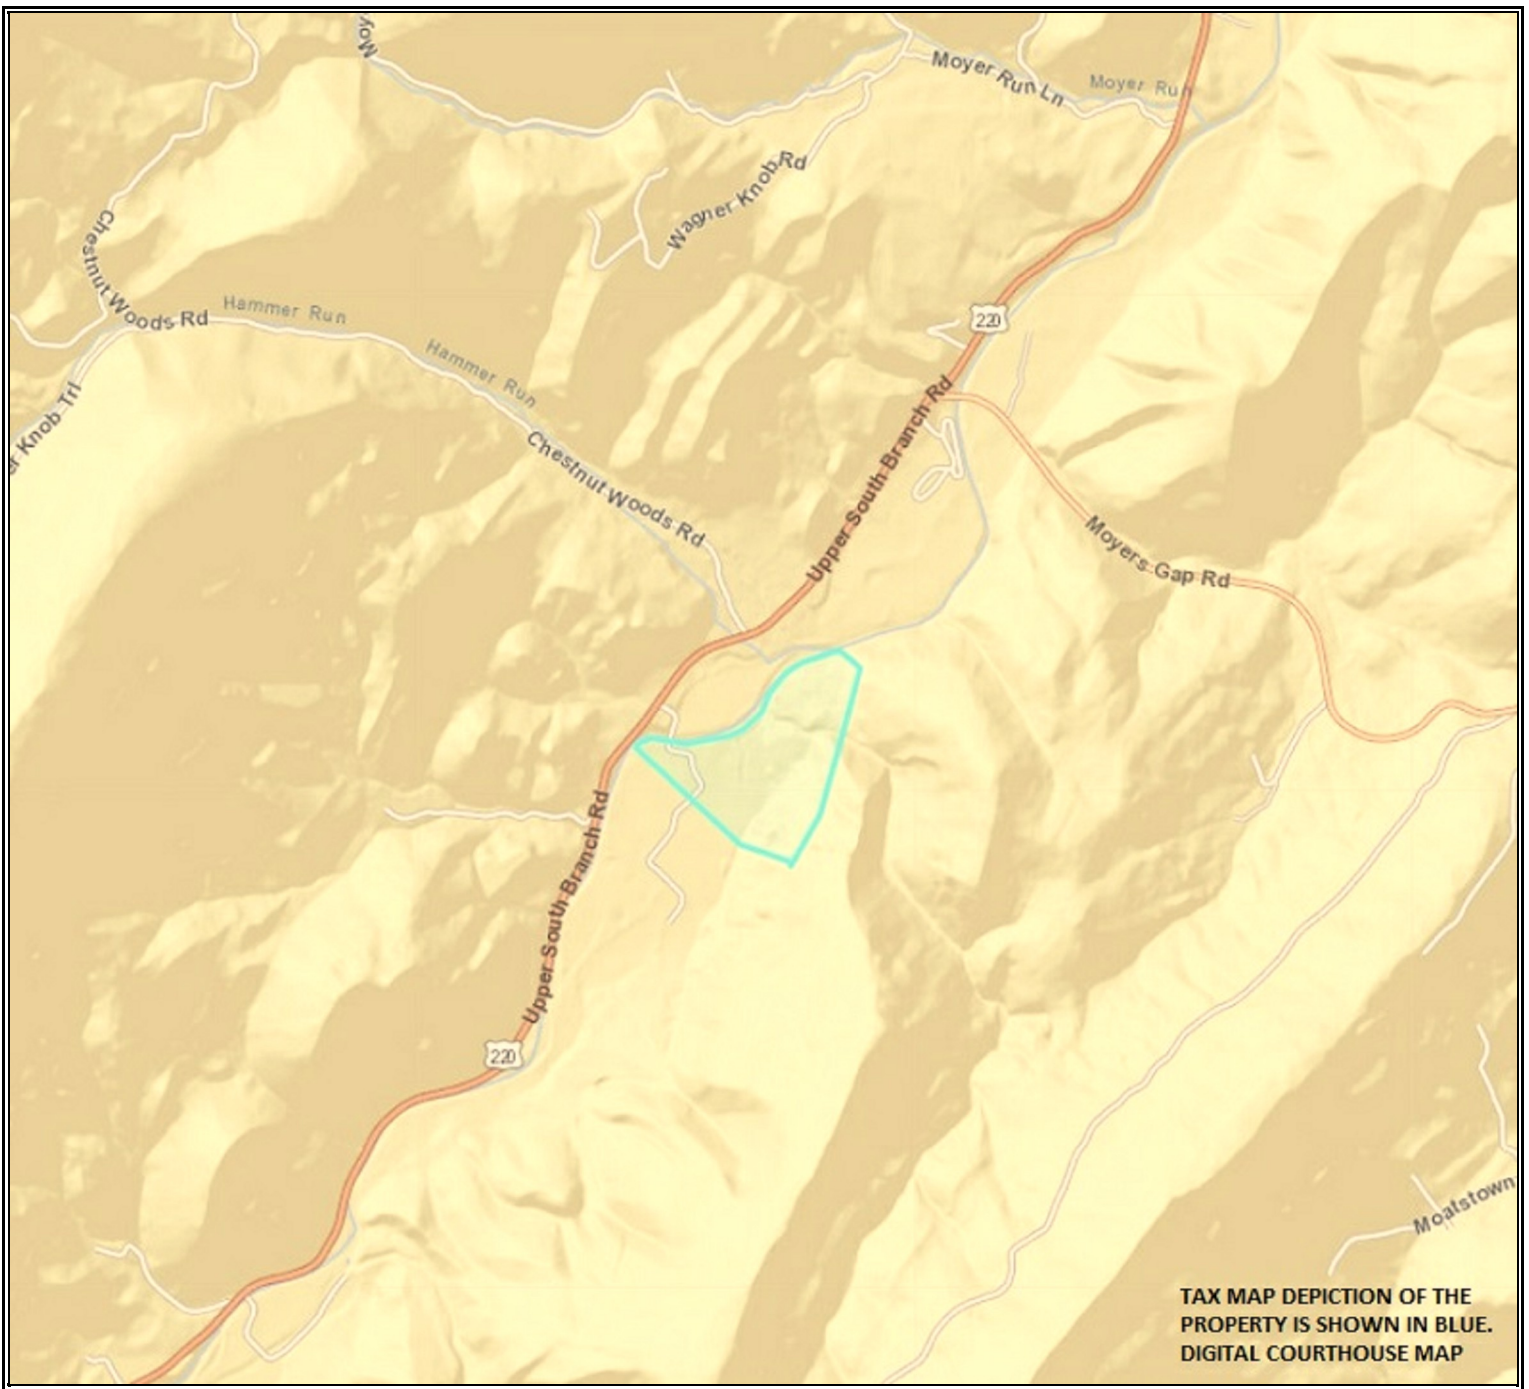 Moy
Moyer Run Ln
Moyer Run
Wagner Knob Rd
Chestnut Woods Rd
Hammer Run
Hammer Run
220
er Knob Trl
Chestnut Woods Rd
Upper South Branch Rd
Moyers Gap Rd
Upper South Branch Rd
220
Moatstown
TAX MAP DEPICTION OF THE
PROPERTY IS SHOWN IN BLUE.
DIGITAL COURTHOUSE MAP